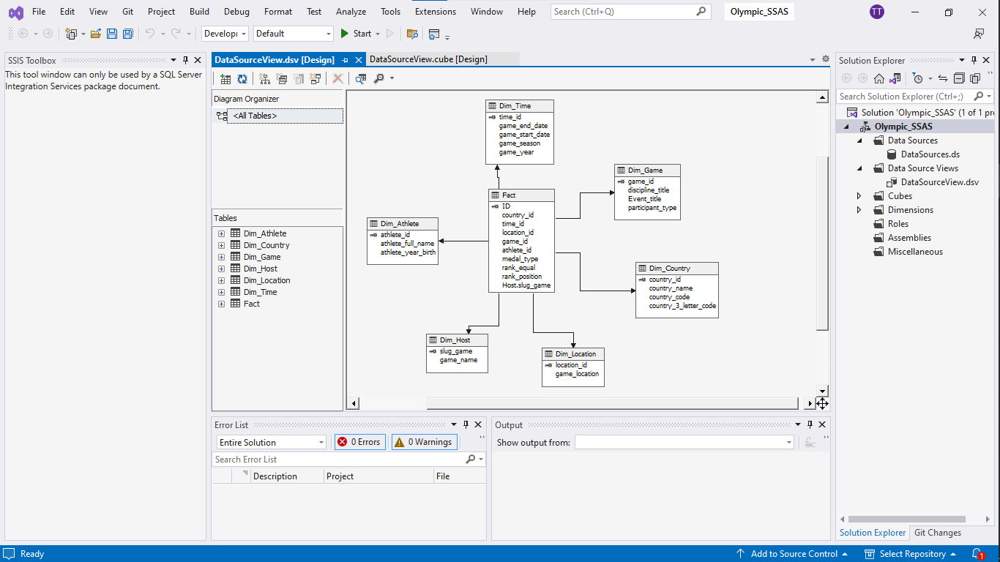 File Edit View Git Project Build Debug Format Test Analyze Tools Extensions Window Help Search (Ctrl+Q) Olympic_SSAS TT
Default Start
SSIS Toolbox
This tool window can only be used by a SQL Server
Integration Services package document.
DataSourceView.dsv [Design] DataSourceView.cube [Design]
Diagram Organizer
<All Tables>
Tables
Dim_Athlete
Dim_Country
Dim_Game
Dim_Host
Dim_Location
Dim_Time
Fact
Dim_Time
time_id
game_end_date
game_start_date
game_season
game_year
Dim_Game
game_id
discipline_title
Event_title
participant_type
Fact
ID
country_id
time_id
location_id
game_id
athlete_id
medal_type
rank_equal
rank_position
Host.slug_game
Dim_Athlete
athlete_id
athlete_full_name
athlete_year_birth
Dim_Country
country_id
country_name
country_code
country_3_letter_code
Dim_Host
slug_game
game_name
Dim_Location
location_id
game_location
Error List
Entire Solution 0 Errors 0 Warnings
Search Error List
Description Project File
Output
Show output from:
Solution Explorer
Search Solution Explorer (Ctrl+;)
Solution 'Olympic_SSAS' (1 of 1 pr
Olympic_SSAS
Data Sources
DataSources.ds
Data Source Views
DataSourceView.dsv
Cubes
Dimensions
Roles
Assemblies
Miscellaneous
Solution Explorer Git Changes
Ready Add to Source Control Select Repository 1